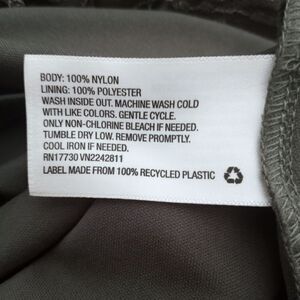 BODY: 100% NYLON
LINING: 100% POLYESTER
WASH INSIDE OUT. MACHINE WASH COLD
WITH LIKE COLORS. GENTLE CYCLE.
ONLY NON-CHLORINE BLEACH IF NEEDED.
TUMBLE DRY LOW. REMOVE PROMPTLY.
COOL IRON IF NEEDED.
RN17730 VN2242811
LABEL MADE FROM 100% RECYCLED PLASTIC